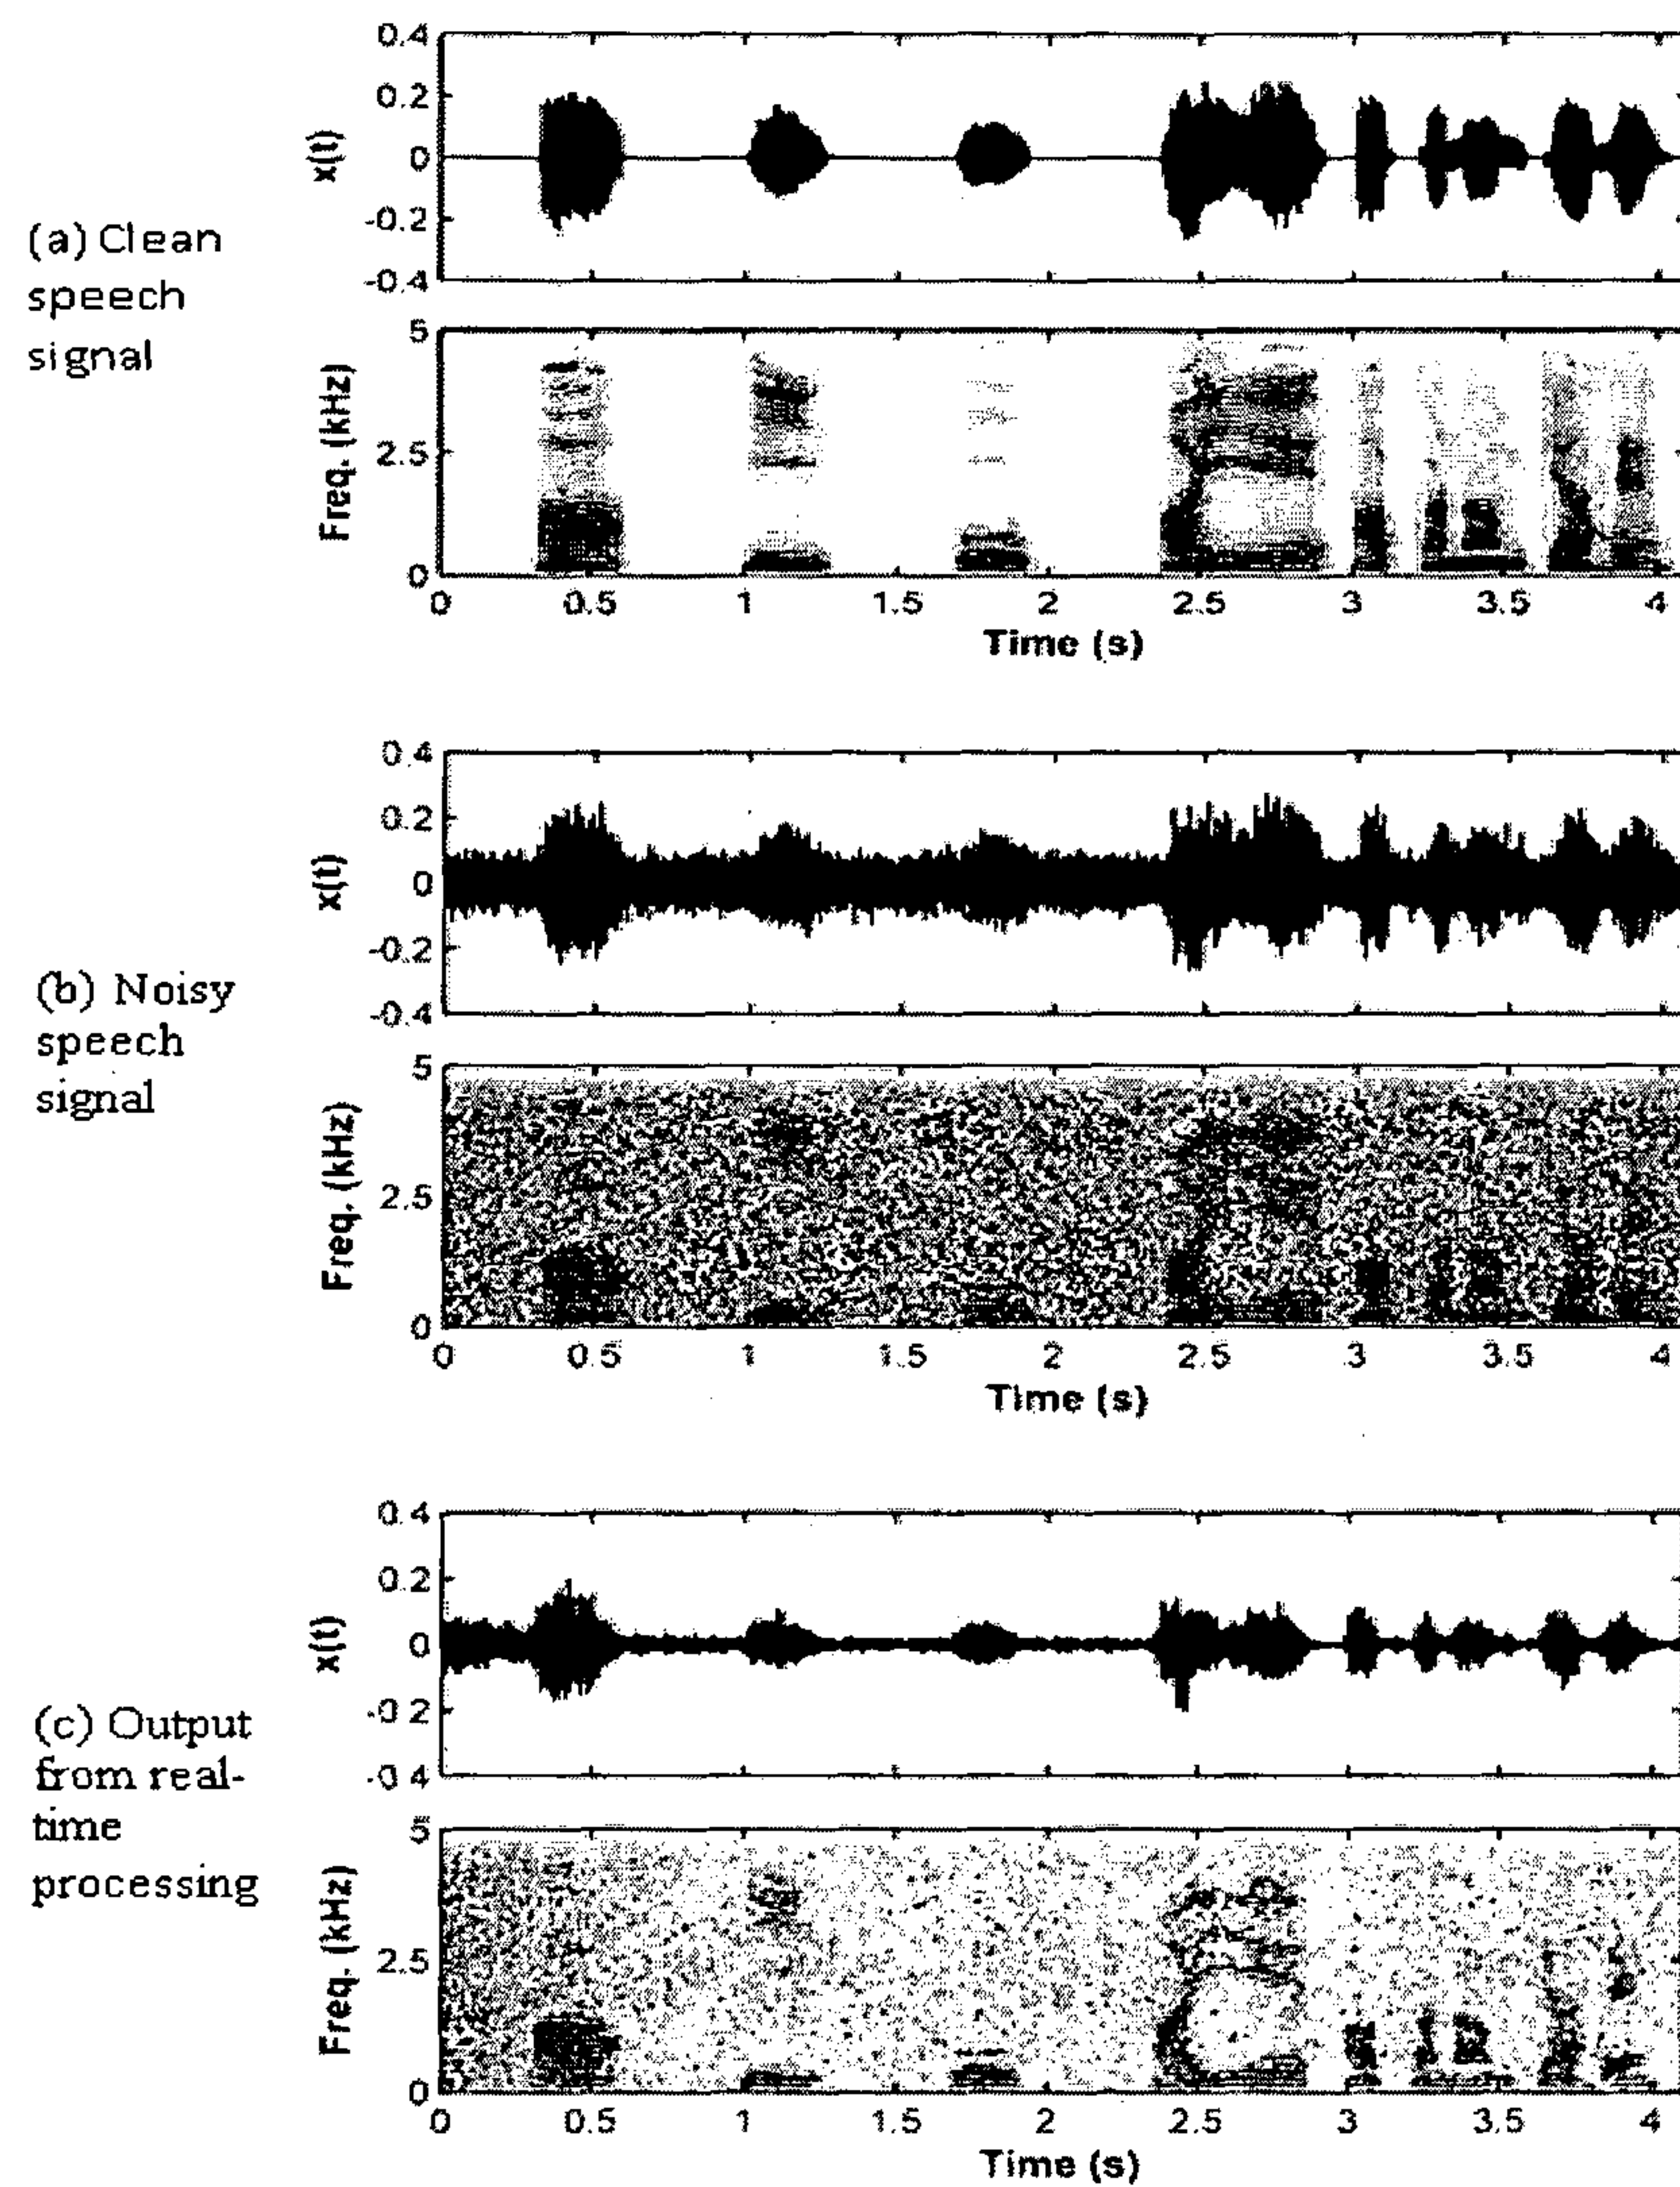 0.4
0.2
0
-0.2
-0.4
x(t)
(a) Clean
speech
signal
5
2.5
0
Freq. (kHz)
0 0.5 1 1.5 2 2.5 3 3.5 4
Time (s)
0.4
0.2
0
-0.2
-0.4
x(t)
(b) Noisy
speech
signal
5
2.5
0
Freq. (kHz)
0 0.5 1 1.5 2 2.5 3 3.5 4
Time (s)
0.4
0.2
0
-0.2
-0.4
x(t)
(c) Output
from real-
time
processing
5
2.5
0
Freq. (kHz)
0 0.5 1 1.5 2 2.5 3 3.5 4
Time (s)